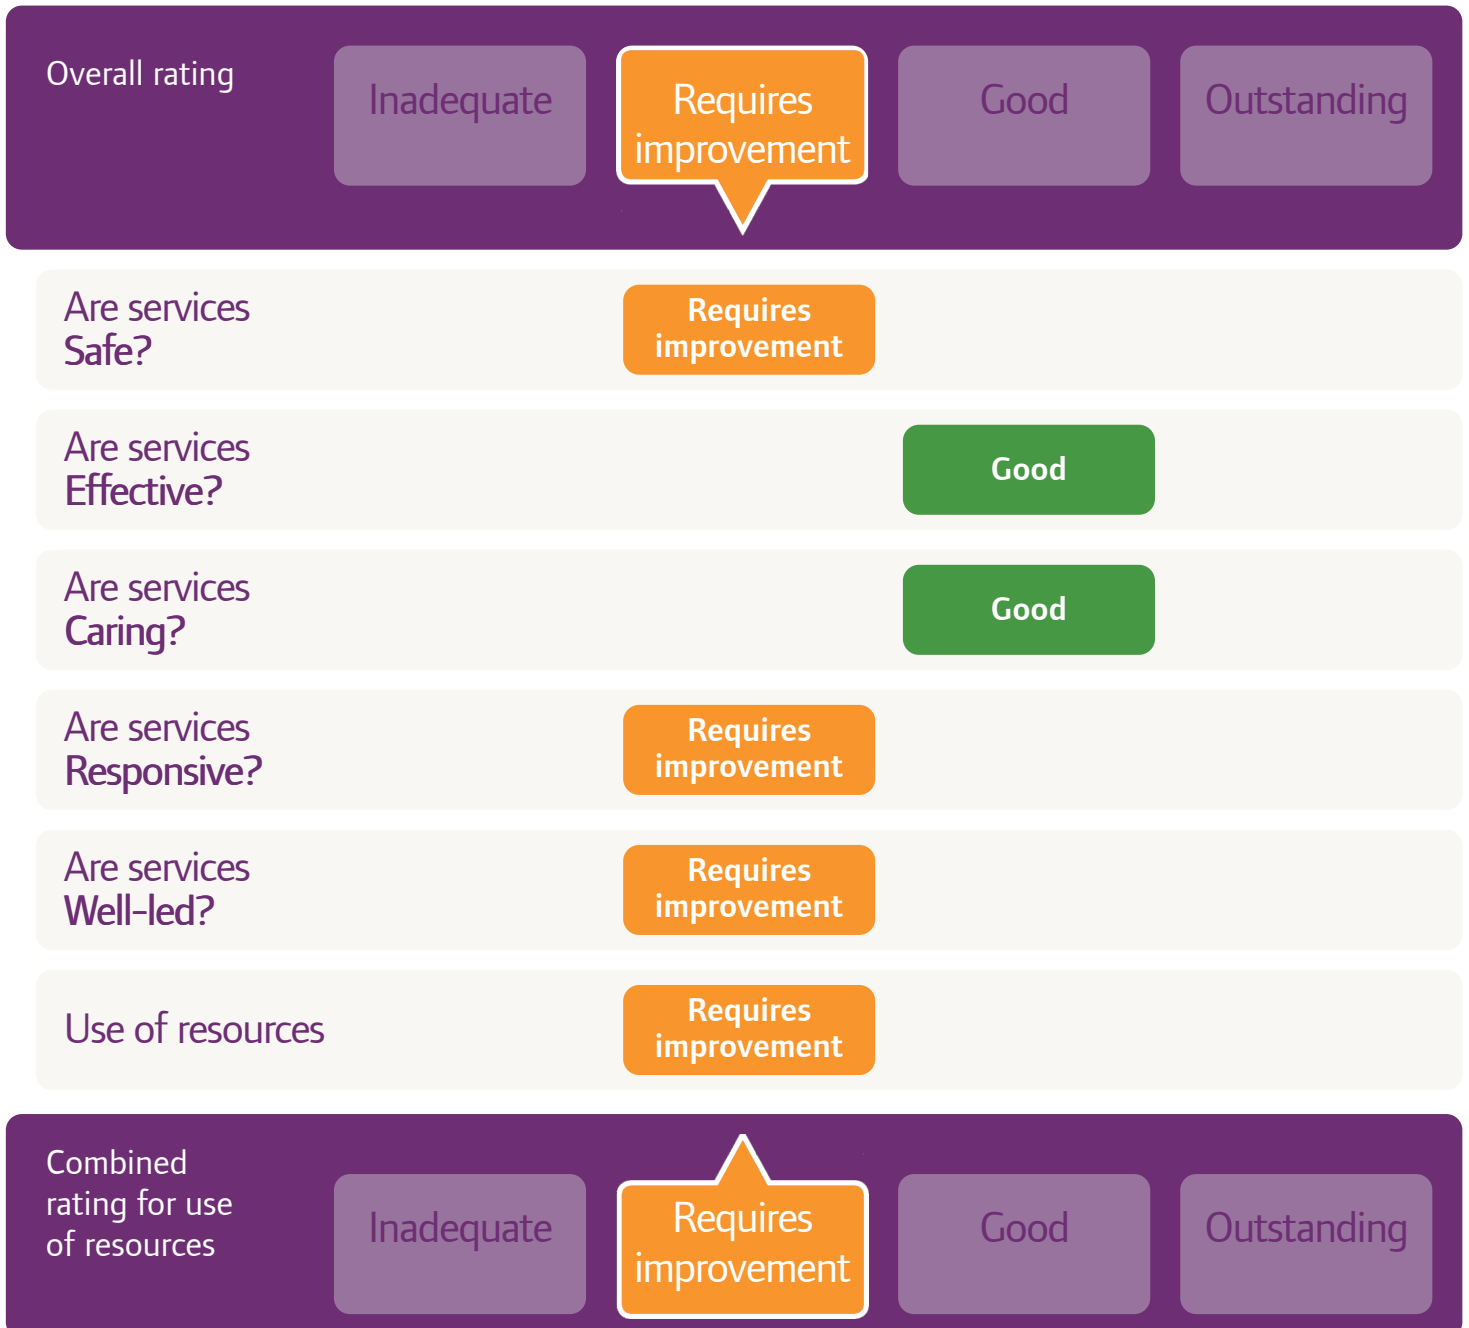 Overall rating
Inadequate
Requires
improvement
Good
Outstanding
Are services
Safe?
Requires
improvement
Are services
Effective?
Good
Are services
Caring?
Good
Are services
Responsive?
Requires
improvement
Are services
Well-led?
Requires
improvement
Use of resources
Requires
improvement
Combined
rating for use
of resources
Inadequate
Requires
improvement
Good
Outstanding